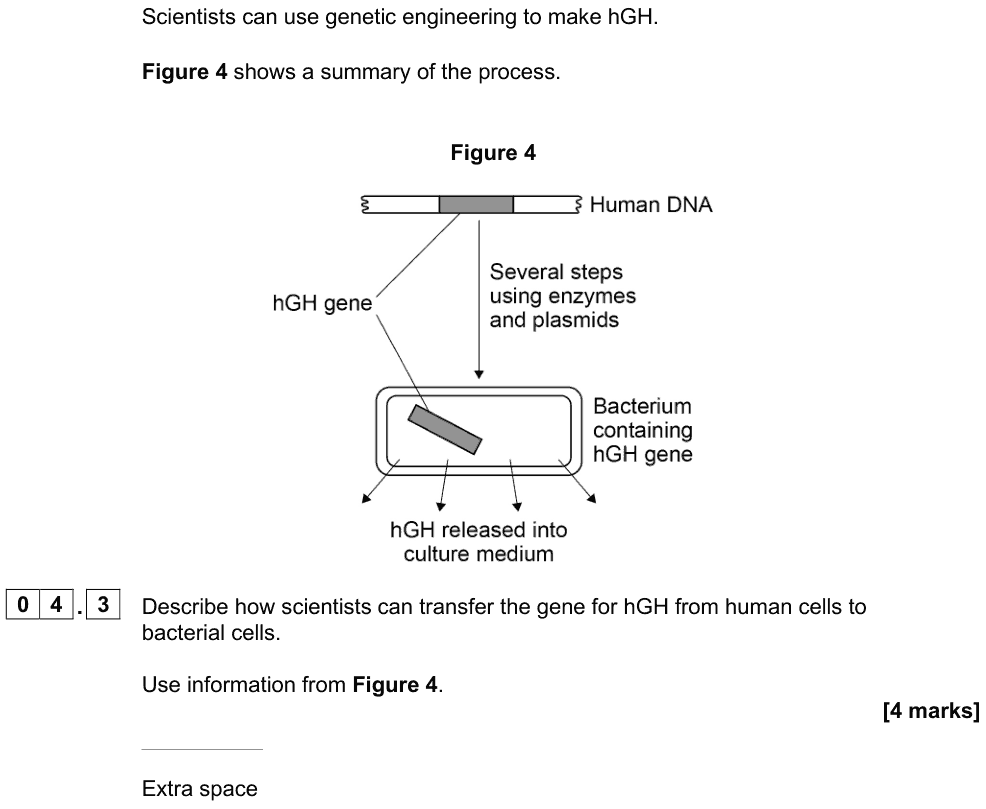 Scientists can use genetic engineering to make hGH.
Figure 4 shows a summary of the process.
Figure 4
Human DNA
Several steps
using enzymes
and plasmids
hGH gene
Bacterium
containing
hGH gene
hGH released into
culture medium
0 4 . 3 Describe how scientists can transfer the gene for hGH from human cells to
bacterial cells.
Use information from Figure 4.
[4 marks]
Extra space